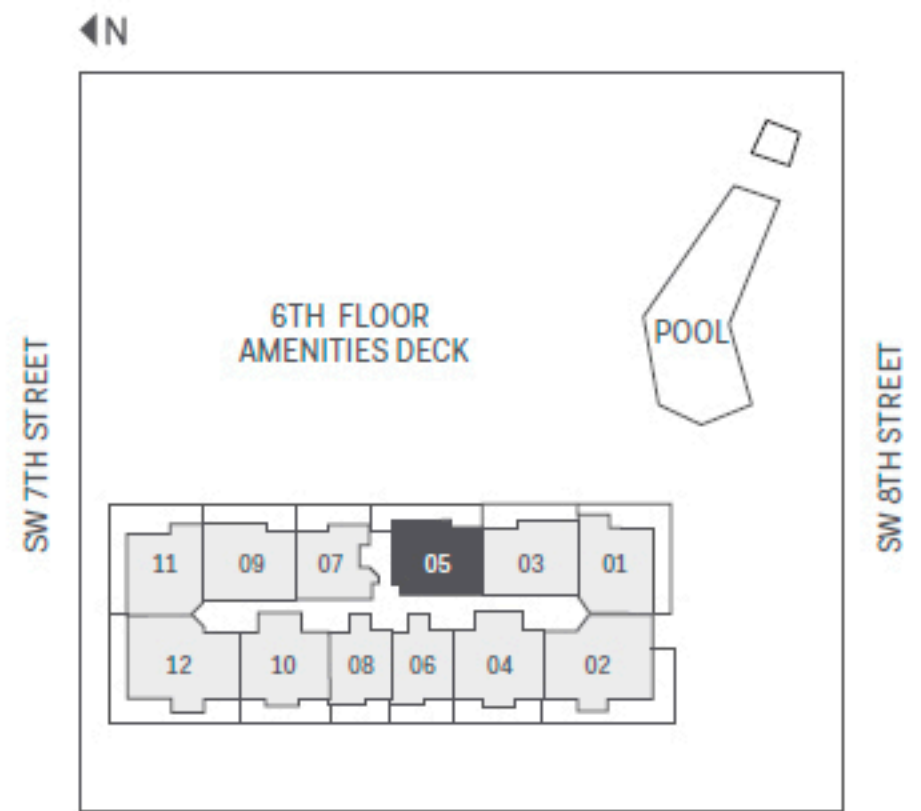 N
6TH FLOOR
AMENITIES DECK
POOL
SW 7TH STREET
SW 8TH STREET
11 09 07 05 03 01
12 10 08 06 04 02